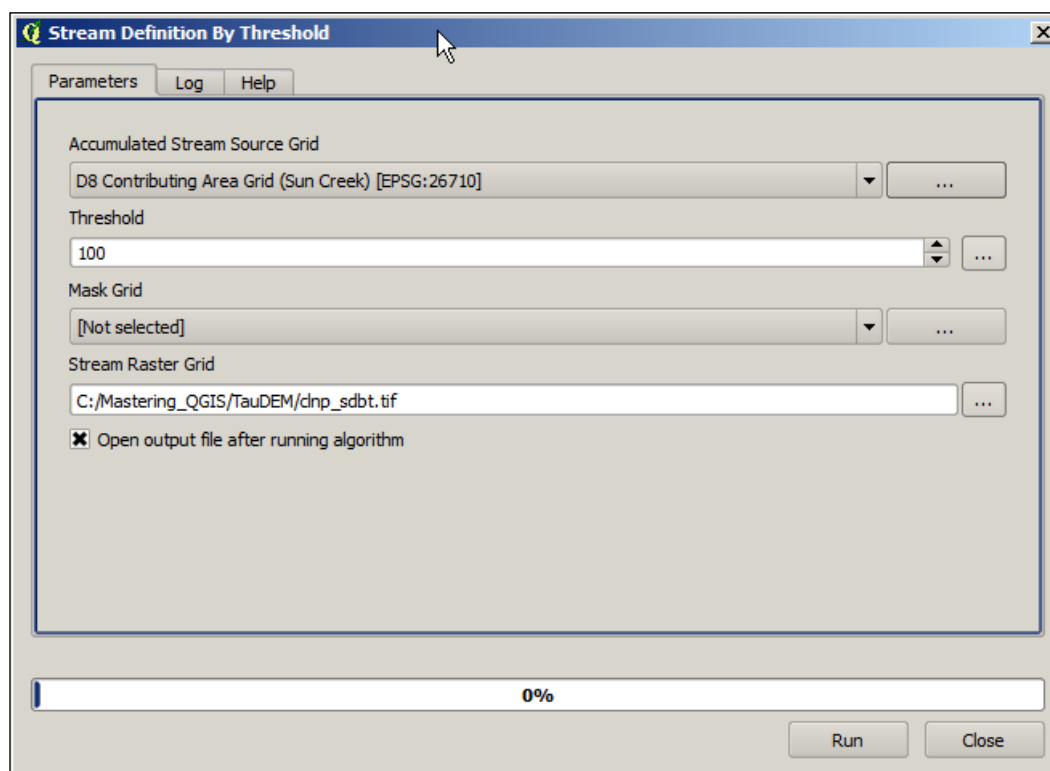 Stream Definition By Threshold
Parameters Log Help
Accumulated Stream Source Grid
D8 Contributing Area Grid (Sun Creek) [EPSG:26710]
...
Threshold
100
...
Mask Grid
[Not selected]
...
Stream Raster Grid
C:/Mastering_QGIS/TauDEM/clnp_sdbt.tif
...
Open output file after running algorithm
0%
Run Close